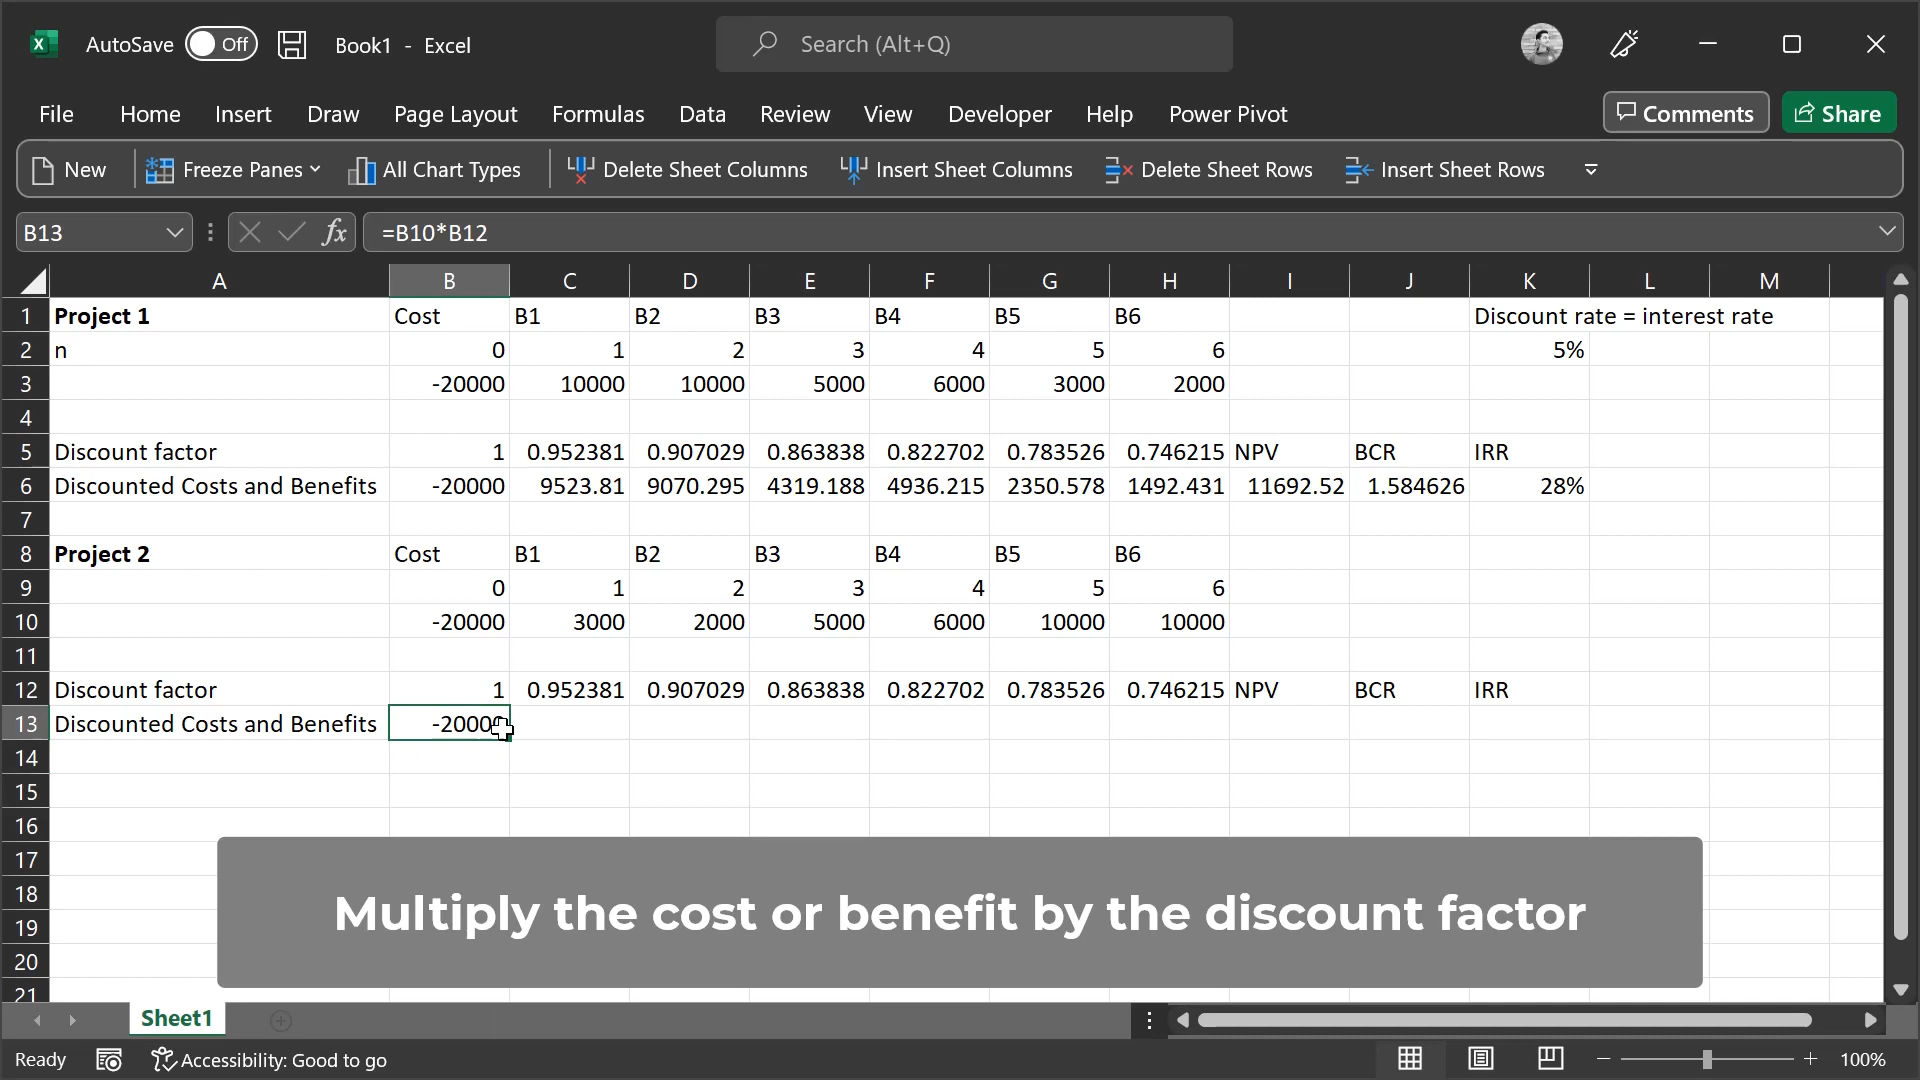 AutoSave Off Book1 - Excel Search (Alt+Q)
File Home Insert Draw Page Layout Formulas Data Review View Developer Help Power Pivot Comments Share
New Freeze Panes All Chart Types Delete Sheet Columns Insert Sheet Columns Delete Sheet Rows Insert Sheet Rows
B13 fx =B10*B12
A B C D E F G H I J K L M
1 Project 1 Cost B1 B2 B3 B4 B5 B6 Discount rate = interest rate
2 n 0 1 2 3 4 5 6 5%
3 -20000 10000 10000 5000 6000 3000 2000
4
5 Discount factor 1 0.952381 0.907029 0.863838 0.822702 0.783526 0.746215 NPV BCR IRR
6 Discounted Costs and Benefits -20000 9523.81 9070.295 4319.188 4936.215 2350.578 1492.431 11692.52 1.584626 28%
7
8 Project 2 Cost B1 B2 B3 B4 B5 B6
9 0 1 2 3 4 5 6
10 -20000 3000 2000 5000 6000 10000 10000
11
12 Discount factor 1 0.952381 0.907029 0.863838 0.822702 0.783526 0.746215 NPV BCR IRR
13 Discounted Costs and Benefits -20000
14
15
16
17
18
19
20
21
Multiply the cost or benefit by the discount factor
Sheet1
Ready Accessibility: Good to go 100%